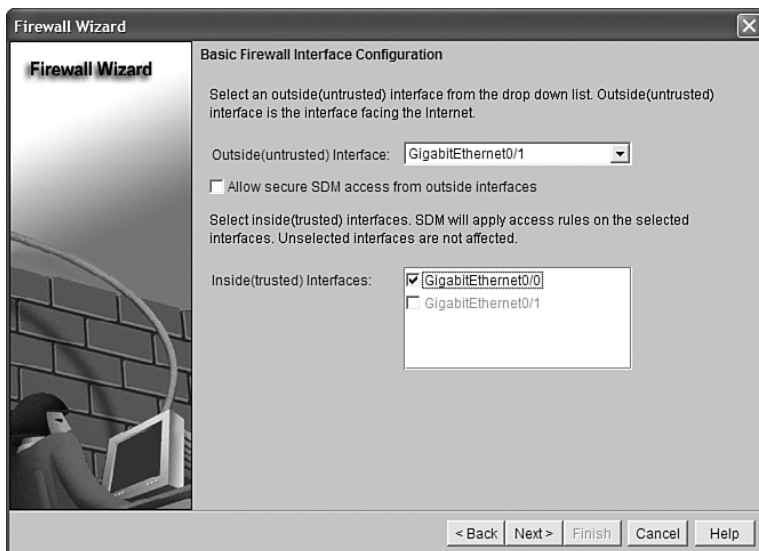 Firewall Wizard
Firewall Wizard
Basic Firewall Interface Configuration
Select an outside(untrusted) interface from the drop down list. Outside(untrusted)
interface is the interface facing the Internet.
Outside(untrusted) Interface: GigabitEthernet0/1
Allow secure SDM access from outside interfaces
Select inside(trusted) interfaces. SDM will apply access rules on the selected
interfaces. Unselected interfaces are not affected.
Inside(trusted) Interfaces: GigabitEthernet0/0
GigabitEthernet0/1
< Back Next > Finish Cancel Help